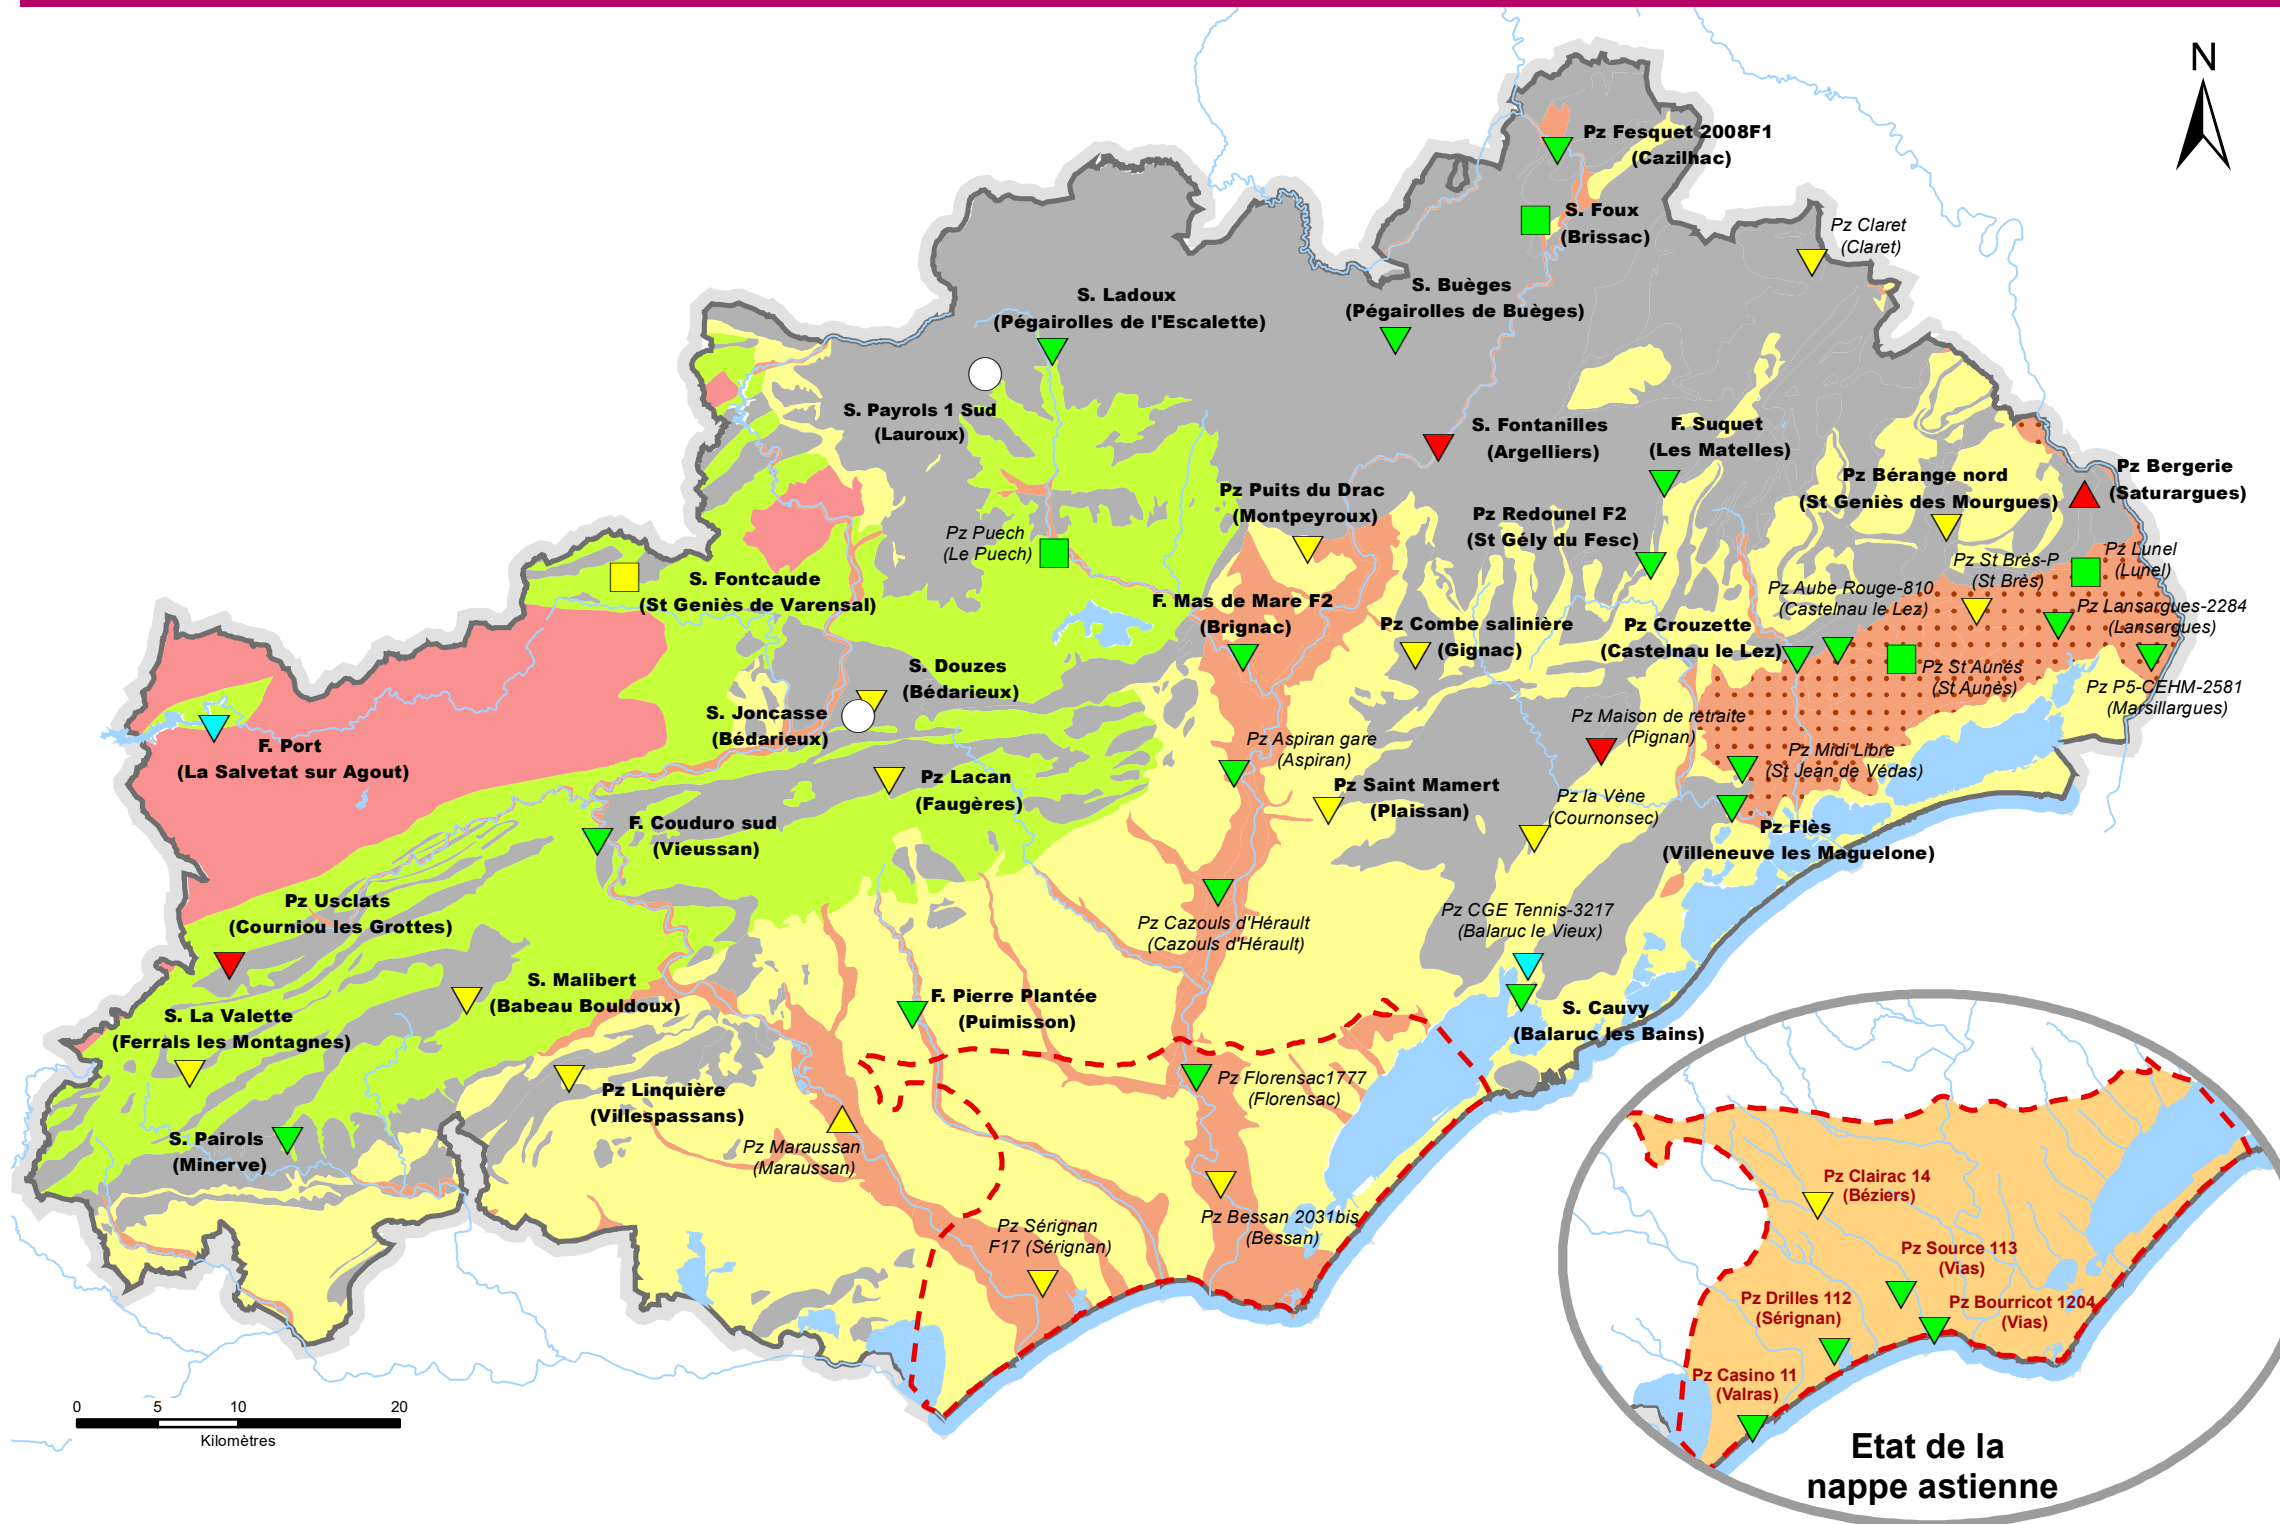 N
Pz Fesquet 2008F1
(Cazilhac)
S. Foux
(Brissac)
Pz Claret
(Claret)
S. Ladoux
(Pégairolles de l'Escalette)
S. Buèges
(Pégairolles de Buèges)
S. Payrols 1 Sud
(Lauroux)
S. Fontanilles
(Argelliers)
F. Suquet
(Les Matelles)
Pz Bérange nord
(St Geniès des Mourgues)
Pz Bergerie
(Saturargues)
Pz Puits du Drac
(Montpeyroux)
Pz Redounel F2
(St Gély du Fesc)
Pz Puech
(Le Puech)
Pz St Brès-P
(St Brès)
Pz Lunel
(Lunel)
S. Fontcaude
(St Geniès de Varensal)
F. Mas de Mare F2
(Brignac)
Pz Aube Rouge-810
(Castelnau le Lez)
Pz Lansargues-2284
(Lansargues)
Pz Combe salinière
(Gignac)
Pz Crouzette
(Castelnau le Lez)
S. Douzes
(Bédarieux)
Pz St Aunés
(St Aunès)
Pz P5-CEHM-2581
(Marsillargues)
S. Joncasse
(Bédarieux)
Pz Maison de retraite
(Pignan)
F. Port
(La Salvetat sur Agout)
Pz Aspiran gare
(Aspiran)
Pz Midi Libre
(St Jean de Védas)
Pz Lacan
(Faugères)
Pz Saint Mamert
(Plaissan)
Pz la Vène
(Cournonsec)
F. Couduro sud
(Vieussan)
Pz Flès
(Villeneuve les Maguelone)
Pz Usclats
(Courniou les Grottes)
Pz Cazouls d'Hérault
(Cazouls d'Hérault)
Pz CGE Tennis-3217
(Balaruc le Vieux)
S. Malibert
(Babeau Bouldoux)
F. Pierre Plantée
(Puimisson)
S. Cauvy
(Balaruc les Bains)
S. La Valette
(Ferrals les Montagnes)
Pz Linquière
(Villespassans)
Pz Florensac1777
(Florensac)
S. Pairols
(Minerve)
Pz Maraussan
(Maraussan)
Pz Sérignan
F17 (Sérignan)
Pz Bessan 2031bis
(Bessan)
Pz Clairac 14
(Béziers)
Pz Source 113
(Vias)
Pz Drilles 112
(Sérignan)
Pz Bourricot 1204
(Vias)
Pz Casino 11
(Valras)
0 5 10 20
Kilomètres
Etat de la
nappe astienne